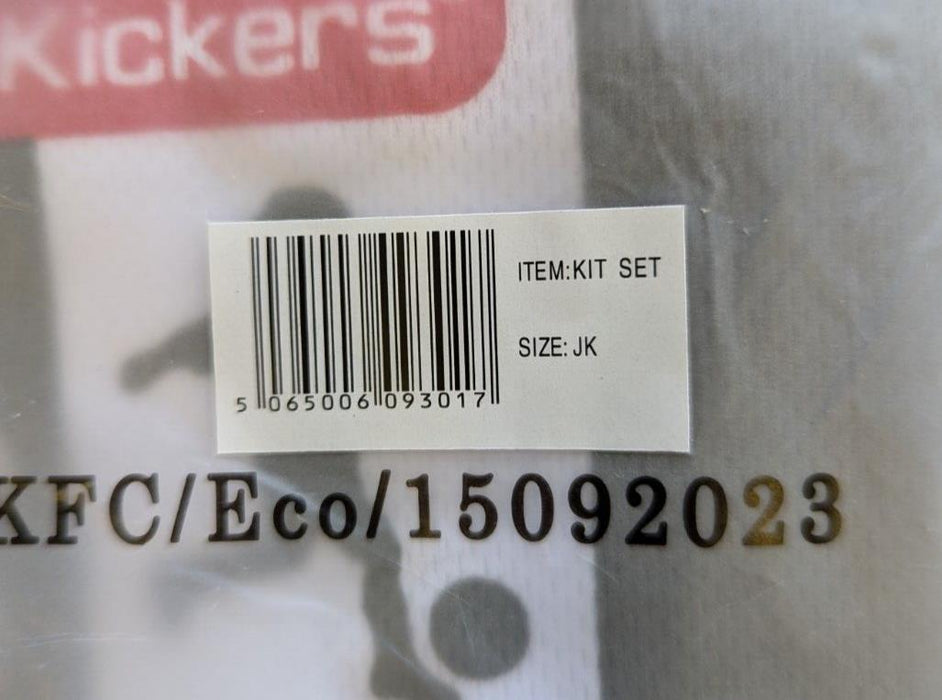 Kickers
ITEM:KIT SET
SIZE: JK
5 065006 093017
KFC/Eco/15092023